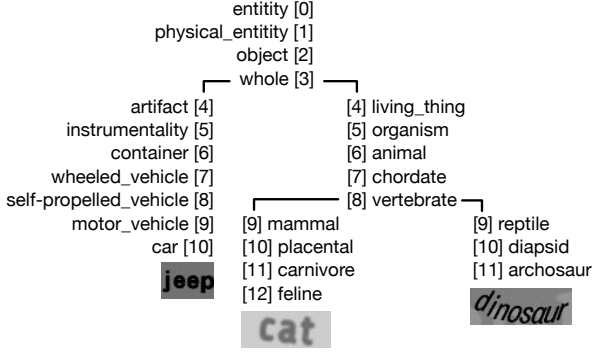 entitity [0]
physical_entitity [1]
object [2]
whole [3]
artifact [4]
instrumentality [5]
container [6]
wheeled_vehicle [7]
self-propelled_vehicle [8]
motor_vehicle [9]
car [10]
jeep
[4] living_thing
[5] organism
[6] animal
[7] chordate
[8] vertebrate
[9] mammal
[10] placental
[11] carnivore
[12] feline
cat
[9] reptile
[10] diapsid
[11] archosaur
dinosaur